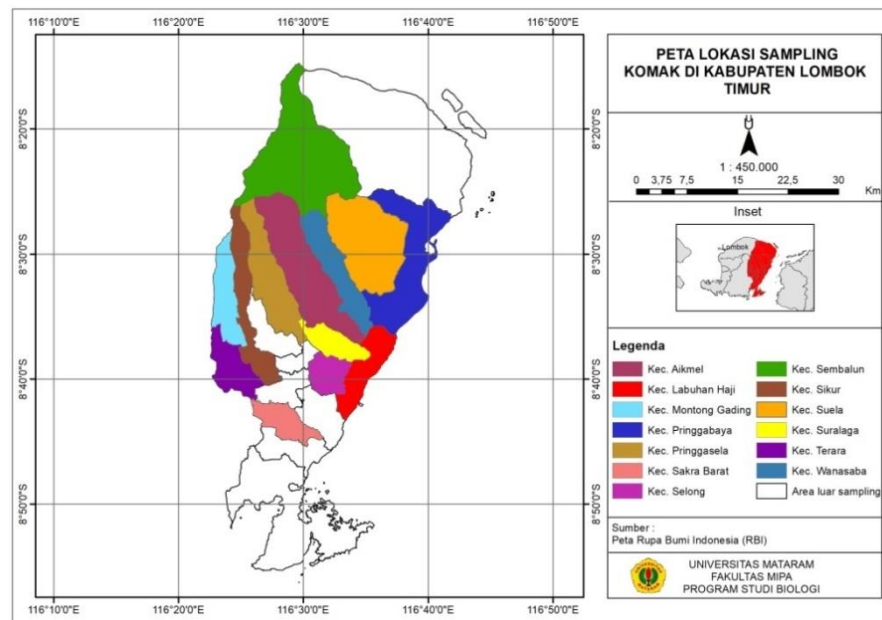 116°10'0"E 116°20'0"E 116°30'0"E 116°40'0"E 116°50'0"E
8°20'0"S 8°20'0"S
8°30'0"S 8°30'0"S
8°40'0"S 8°40'0"S
8°50'0"S 8°50'0"S
116°10'0"E 116°20'0"E 116°30'0"E 116°40'0"E 116°50'0"E
PETA LOKASI SAMPLING
KOMAK DI KABUPATEN LOMBOK
TIMUR
U
1 : 450.000
0 3,75 7,5 15 22,5 30
Km
Inset
Lombok
Legenda
Kec. Aikmel
Kec. Labuhan Haji
Kec. Montong Gading
Kec. Pringgabaya
Kec. Pringgasela
Kec. Sakra Barat
Kec. Selong
Kec. Sembalun
Kec. Sikur
Kec. Suela
Kec. Suralaga
Kec. Terara
Kec. Wanasaba
Area luar sampling
Sumber :
Peta Rupa Bumi Indonesia (RBI)
UNIVERSITAS MATARAM
FAKULTAS MIPA
PROGRAM STUDI BIOLOGI